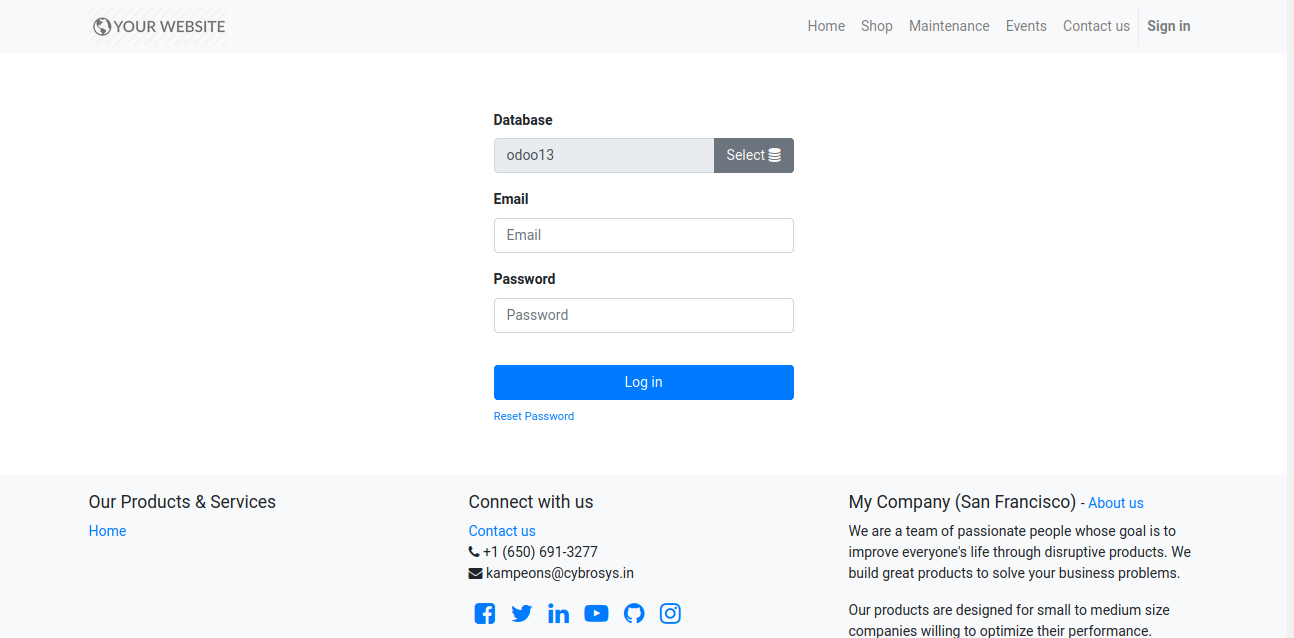 YOUR WEBSITE
Home Shop Maintenance Events Contact us Sign in
Database
odoo13 Select
Email
Email
Password
Password
Log in
Reset Password
Our Products & Services
Home
Connect with us
Contact us
+1 (650) 691-3277
kampeons@cybrosys.in
My Company (San Francisco) - About us
We are a team of passionate people whose goal is to
improve everyone's life through disruptive products. We
build great products to solve your business problems.
Our products are designed for small to medium size
companies willing to optimize their performance.